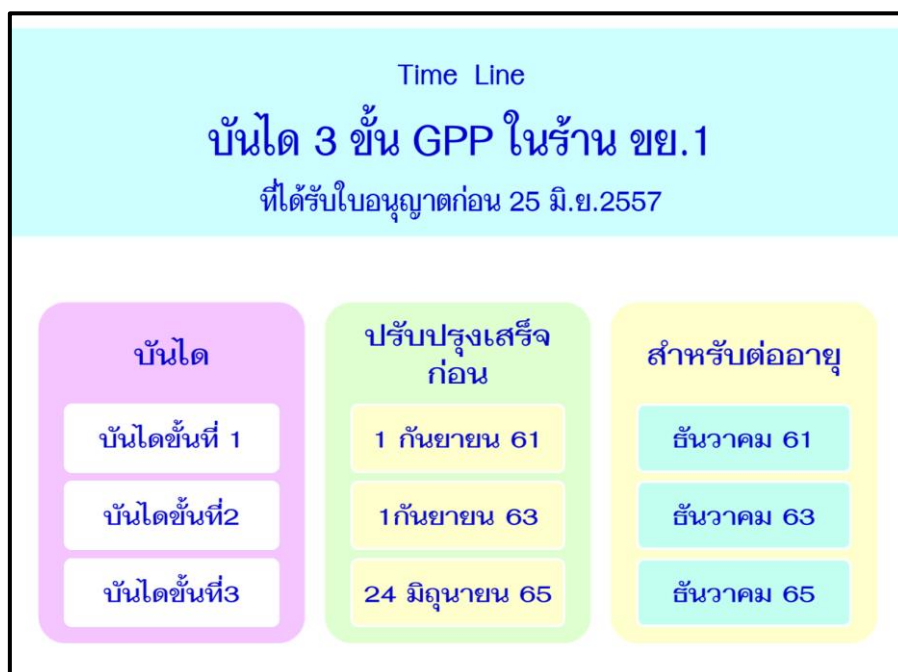 Time Line
บันได 3 ขั้น GPP ในร้าน ขย.1
ที่ได้รับใบอนุญาตก่อน 25 มิ.ย.2557
บันได
ปรับปรุงเสร็จ
ก่อน
สำหรับต่ออายุ
บันไดขั้นที่ 1
1 กันยายน 61
ธันวาคม 61
บันไดขั้นที่2
1กันยายน 63
ธันวาคม 63
บันไดขั้นที่3
24 มิถุนายน 65
ธันวาคม 65